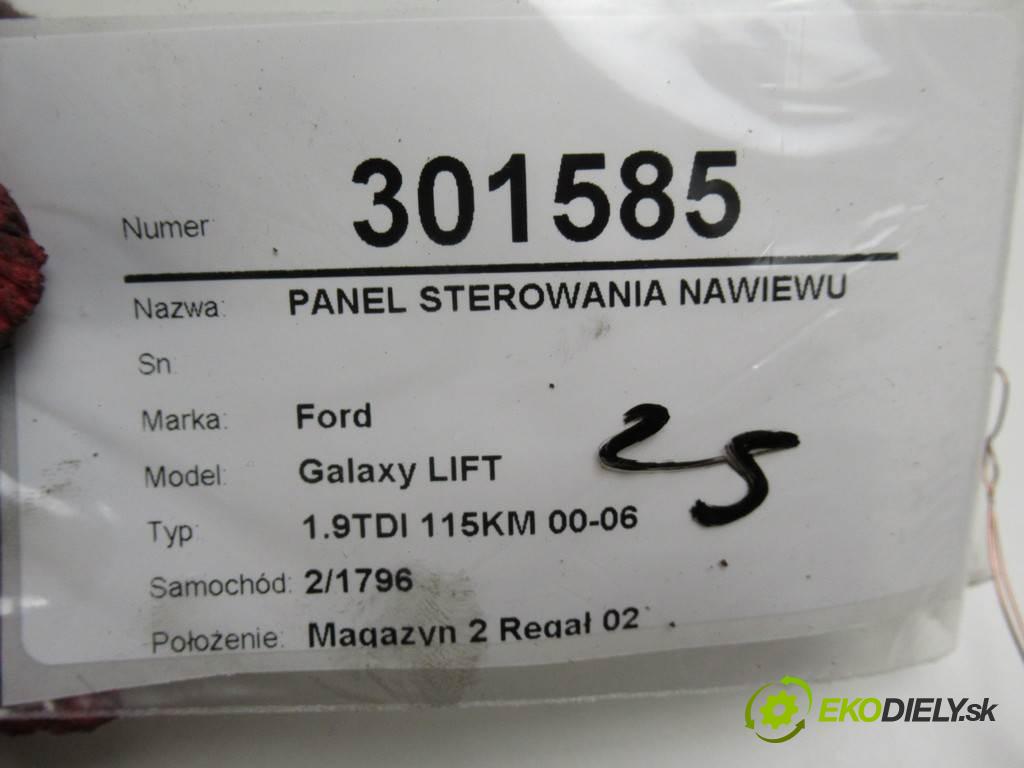 Numer 301585
Nazwa: PANEL STEROWANIA NAWIEWU
Sn:
Marka: Ford
Model: Galaxy LIFT
25
Typ: 1.9TDI 115KM 00-06
Samochód: 2/1796
Położenie: Magazyn 2 Regał 02
EKODIELY.sk